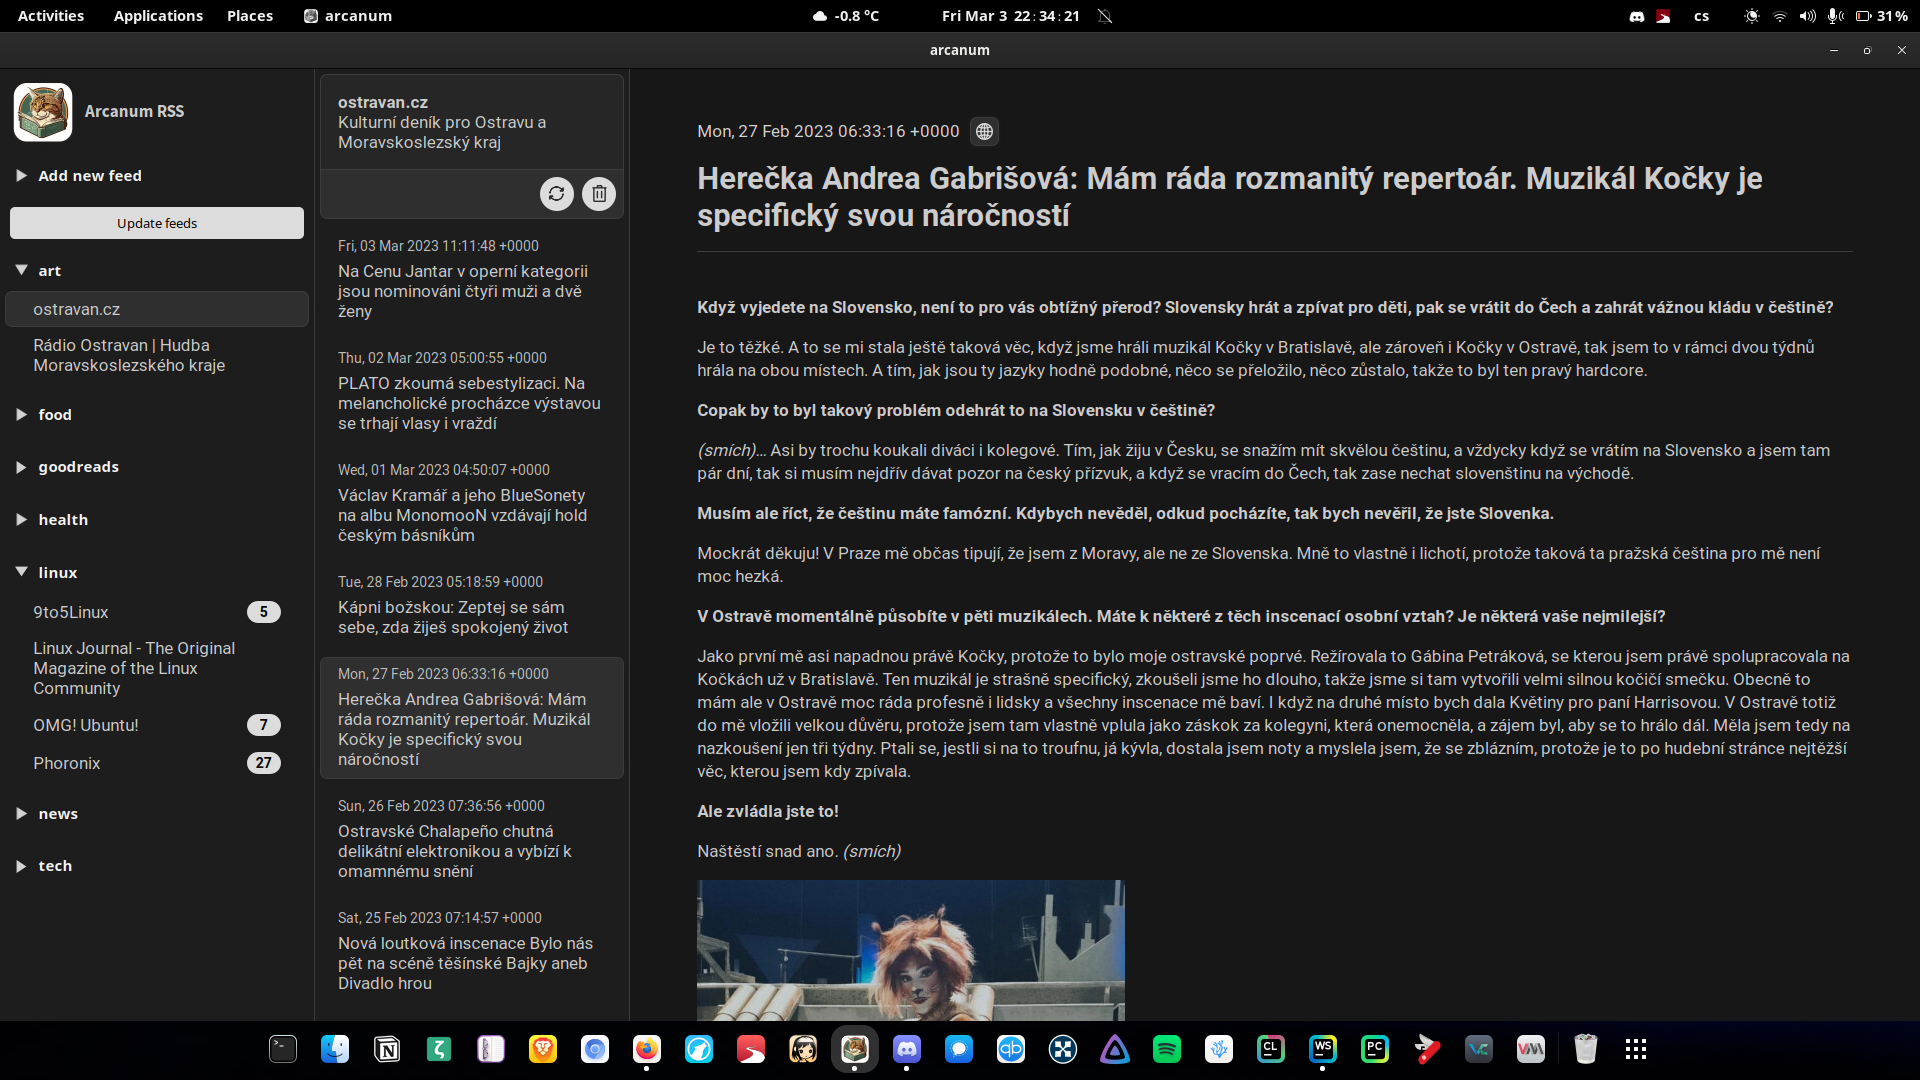 Activities Applications Places arcanum -0.8 °C Fri Mar 3 22:34:21 cs 31%
arcanum
Arcanum RSS
Add new feed
Update feeds
art
ostravan.cz
Rádio Ostravan | Hudba
Moravskoslezského kraje
food
goodreads
health
linux
9to5Linux 5
Linux Journal - The Original
Magazine of the Linux
Community
OMG! Ubuntu! 7
Phoronix 27
news
tech
ostravan.cz
Kulturní deník pro Ostravu a
Moravskoslezský kraj
Fri, 03 Mar 2023 11:11:48 +0000
Na Cenu Jantar v operní kategorii
jsou nominováni čtyři muži a dvě
ženy
Thu, 02 Mar 2023 05:00:55 +0000
PLATO zkoumá sebestylizaci. Na
melancholické procházce výstavou
se trhají vlasy i vraždí
Wed, 01 Mar 2023 04:50:07 +0000
Václav Kramář a jeho BlueSonety
na albu MonomooN vzdávají hold
českým básníkům
Tue, 28 Feb 2023 05:18:59 +0000
Kápni božskou: Zeptej se sám
sebe, zda žiješ spokojený život
Mon, 27 Feb 2023 06:33:16 +0000
Herečka Andrea Gabrišová: Mám
ráda rozmanitý repertoár. Muzikál
Kočky je specifický svou
náročností
Sun, 26 Feb 2023 07:36:56 +0000
Ostravské Chalapeño chutná
delikátní elektronikou a vybízí k
omamnému snění
Sat, 25 Feb 2023 07:14:57 +0000
Nová loutková inscenace Bylo nás
pět na scéně těšínské Bajky aneb
Divadlo hrou
Mon, 27 Feb 2023 06:33:16 +0000
Herečka Andrea Gabrišová: Mám ráda rozmanitý repertoár. Muzikál Kočky je
specifický svou náročností
Když vyjedete na Slovensko, není to pro vás obtížný přerod? Slovensky hrát a zpívat pro děti, pak se vrátit do Čech a zahrát vážnou kládu v češtině?
Je to těžké. A to se mi stala ještě taková věc, když jsme hráli muzikál Kočky v Bratislavě, ale zároveň i Kočky v Ostravě, tak jsem to v rámci dvou týdnů
hrála na obou místech. A tím, jak jsou ty jazyky hodně podobné, něco se přeložilo, něco zůstalo, takže to byl ten pravý hardcore.
Copak by to byl takový problém odehrát to na Slovensku v češtině?
(smích)… Asi by trochu koukali diváci i kolegové. Tím, jak žiju v Česku, se snažím mít skvělou češtinu, a vždycky když se vrátím na Slovensko a jsem tam
pár dní, tak si musím nejdřív dávat pozor na český přízvuk, a když se vracím do Čech, tak zase nechat slovenštinu na východě.
Musím ale říct, že češtinu máte famózní. Kdybych nevěděl, odkud pocházíte, tak bych nevěřil, že jste Slovenka.
Mockrát děkuju! V Praze mě občas tipují, že jsem z Moravy, ale ne ze Slovenska. Mně to vlastně i lichotí, protože taková ta pražská čeština pro mě není
moc hezká.
V Ostravě momentálně působíte v pěti muzikálech. Máte k některé z těch inscenací osobní vztah? Je některá vaše nejmilejší?
Jako první mě asi napadnou právě Kočky, protože to bylo moje ostravské poprvé. Režírovala to Gábina Petráková, se kterou jsem právě spolupracovala na
Kočkách už v Bratislavě. Ten muzikál je strašně specifický, zkoušeli jsme ho dlouho, takže jsme si tam vytvořili velmi silnou kočičí smečku. Obecně to
mám ale v Ostravě moc ráda profesně i lidsky a všechny inscenace mě baví. I když na druhé místo bych dala Květiny pro paní Harrisovou. V Ostravě totiž
do mě vložili velkou důvěru, protože jsem tam vlastně vplula jako záskok za kolegyni, která onemocněla, a zájem byl, aby se to hrálo dál. Měla jsem tedy na
nazkoušení jen tři týdny. Ptali se, jestli si na to troufnu, já kývla, dostala jsem noty a myslela jsem, že se zblázním, protože je to po hudební stránce nejtěžší
věc, kterou jsem kdy zpívala.
Ale zvládla jste to!
Naštěstí snad ano. (smích)
N qb CL WS PC VIM